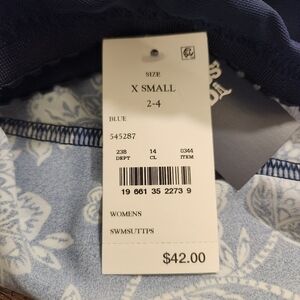 SIZE
X SMALL
2-4
BLUE
545287
238 14 0344
DEPT CL ITEM
19 661 35 2273 9
WOMENS
SWMSUTTPS
$42.00